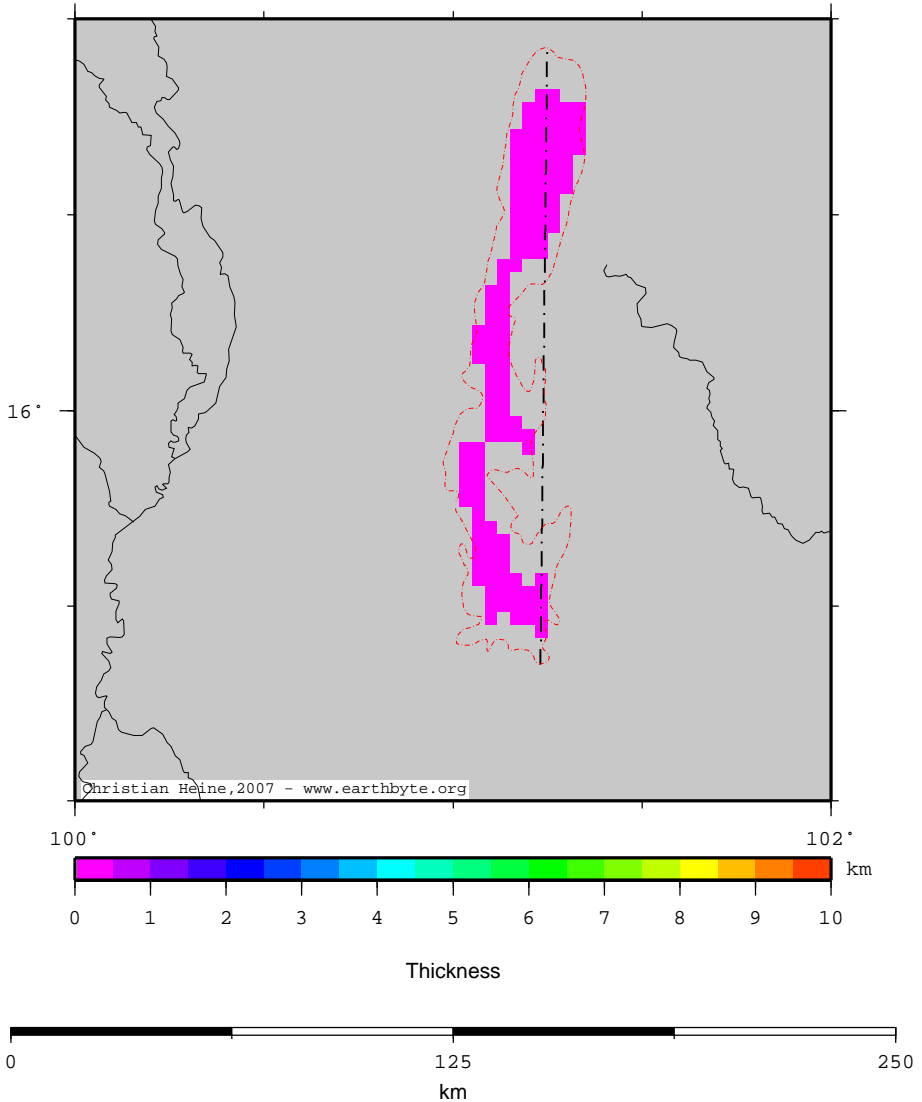 16°
Christian Heine,2007 - www.earthbyte.org
100° 102°
km
0 1 2 3 4 5 6 7 8 9 10
Thickness
0 125 250
km